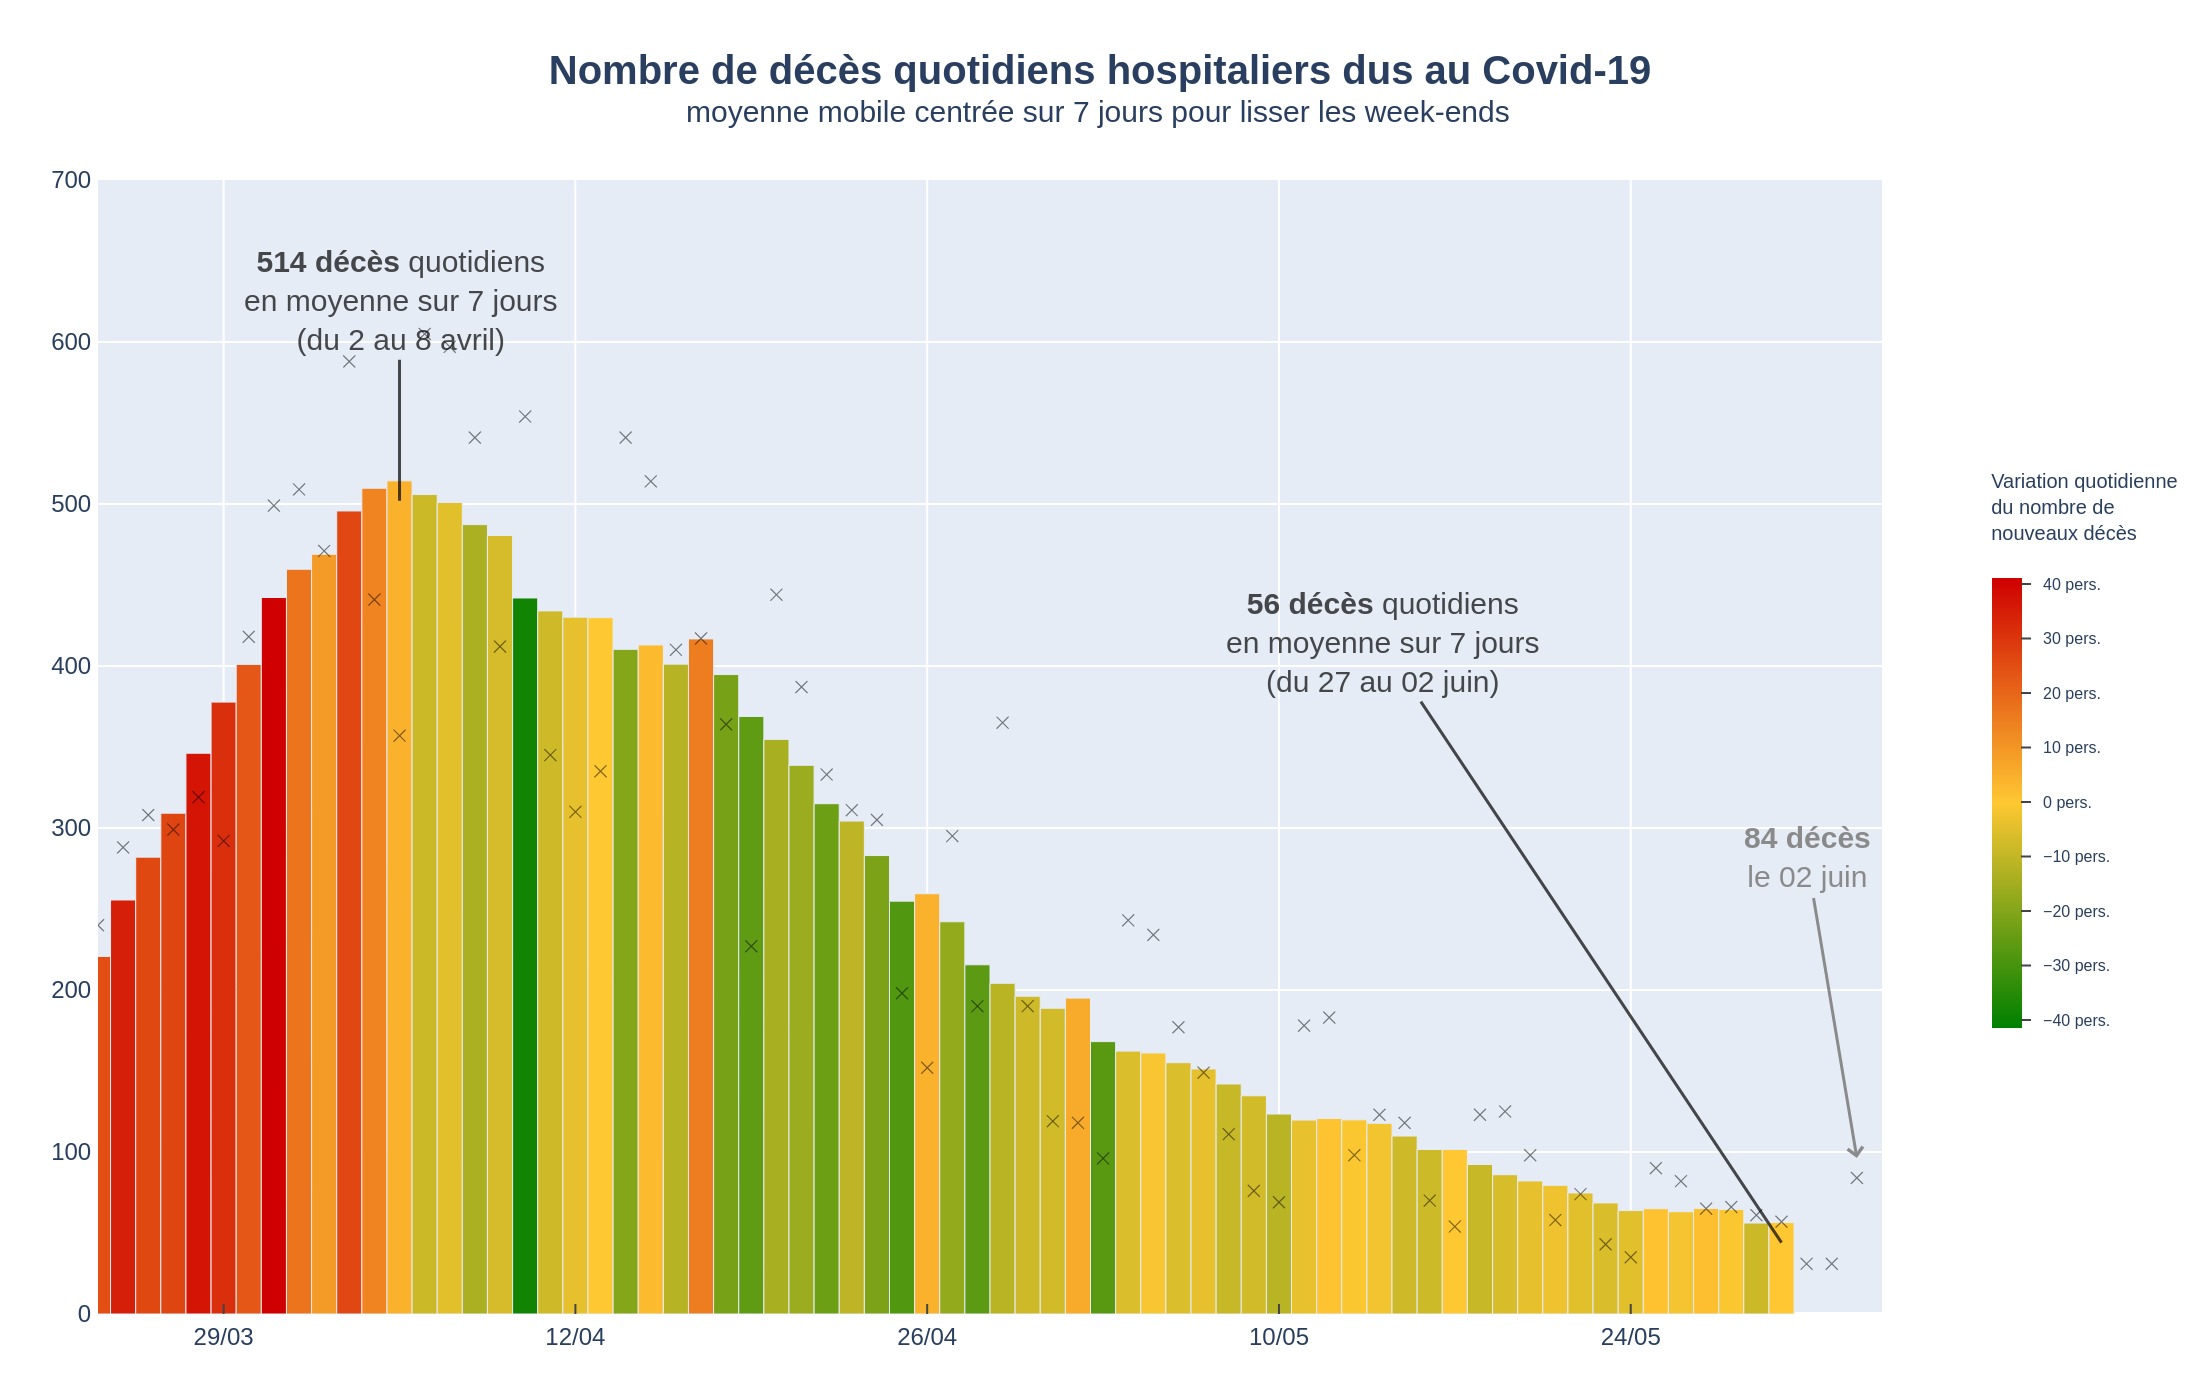 Nombre de décès quotidiens hospitaliers dus au Covid-19
moyenne mobile centrée sur 7 jours pour lisser les week-ends
700
600
500
400
300
200
100
0
514 décès quotidiens
en moyenne sur 7 jours
(du 2 au 8 avril)
56 décès quotidiens
en moyenne sur 7 jours
(du 27 au 02 juin)
84 décès
le 02 juin
29/03
12/04
26/04
10/05
24/05
Variation quotidienne
du nombre de
nouveaux décès
40 pers.
30 pers.
20 pers.
10 pers.
0 pers.
−10 pers.
−20 pers.
−30 pers.
−40 pers.